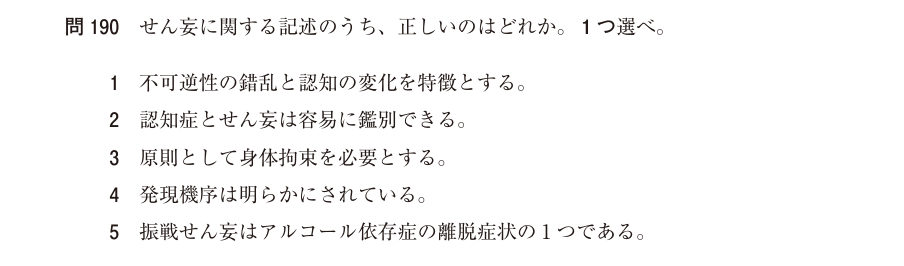 問 190 せん妄に関する記述のうち、正しいのはどれか。1つ選べ。
1 不可逆性の錯乱と認知の変化を特徴とする。
2 認知症とせん妄は容易に鑑別できる。
3 原則として身体拘束を必要とする。
4 発現機序は明らかにされている。
5 振戦せん妄はアルコール依存症の離脱症状の1つである。